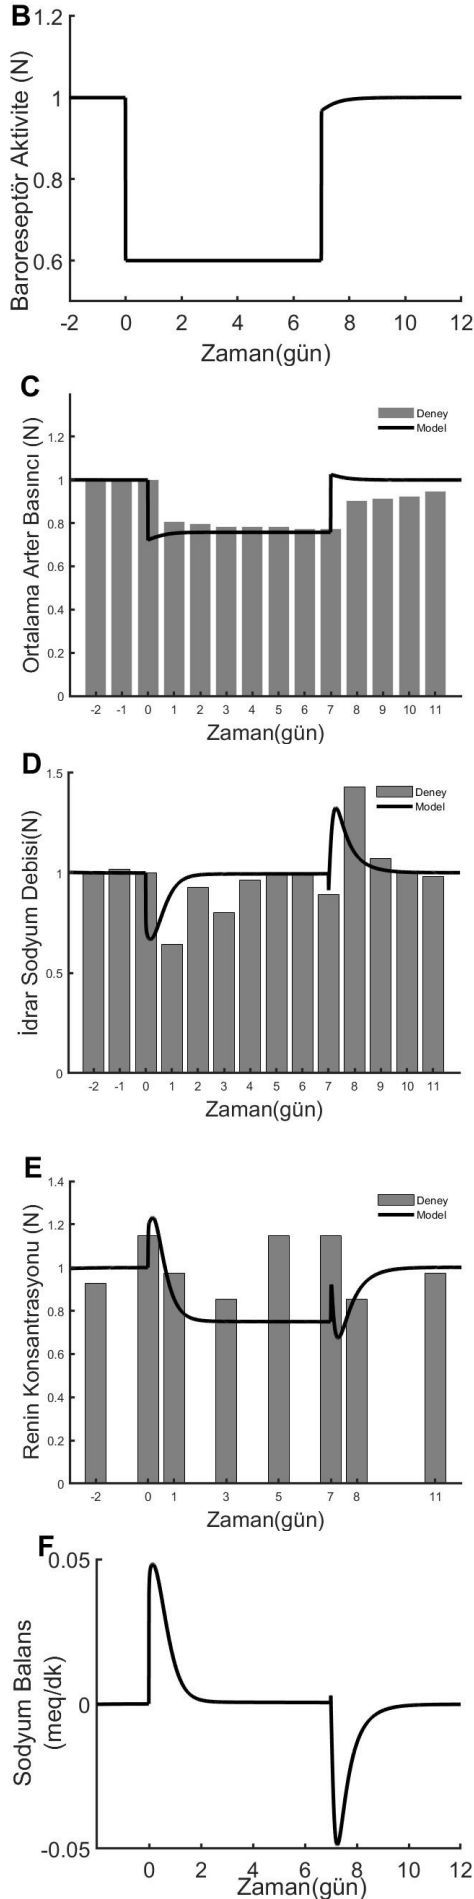 B
Baroreseptör Aktivite (N)
1.2
1
0.8
0.6
-2 0 2 4 6 8 10 12
Zaman(gün)
C
Ortalama Arter Basıncı (N)
Deney
Model
1.2
1
0.8
0.6
0.4
0.2
0
-2 -1 0 1 2 3 4 5 6 7 8 9 10 11
Zaman(gün)
D
İdrar Sodyum Debisi(N)
Deney
Model
1.5
1
0.5
0
-2 -1 0 1 2 3 4 5 6 7 8 9 10 11
Zaman(gün)
E
Renin Konsantrasyonu (N)
Deney
Model
1.4
1.2
1
0.8
0.6
0.4
0.2
0
-2 0 1 3 5 7 8 11
Zaman(gün)
F
Sodyum Balans
(meq/dk)
0.05
0
-0.05
0 2 4 6 8 10 12
Zaman(gün)